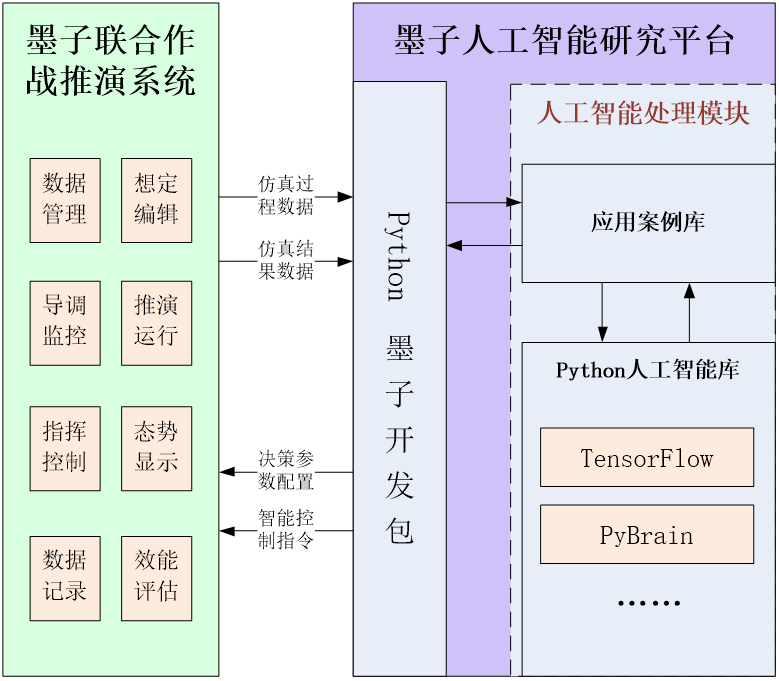 墨子联合作
战推演系统
数据
管理
想定
编辑
导调
监控
推演
运行
指挥
控制
态势
显示
数据
记录
效能
评估
仿真过
程数据
仿真结
果数据
决策参
数配置
智能控
制指令
墨子人工智能研究平台
Python 墨子开发包
人工智能处理模块
应用案例库
Python人工智能库
TensorFlow
PyBrain
……